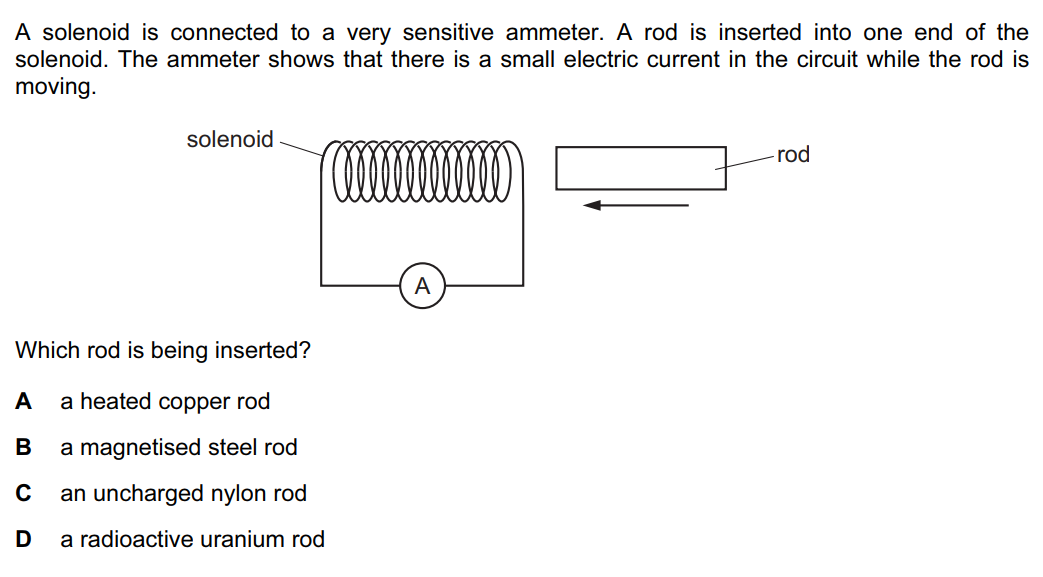 A solenoid is connected to a very sensitive ammeter. A rod is inserted into one end of the
solenoid. The ammeter shows that there is a small electric current in the circuit while the rod is
moving.
solenoid
rod
A
Which rod is being inserted?
A a heated copper rod
B a magnetised steel rod
C an uncharged nylon rod
D a radioactive uranium rod